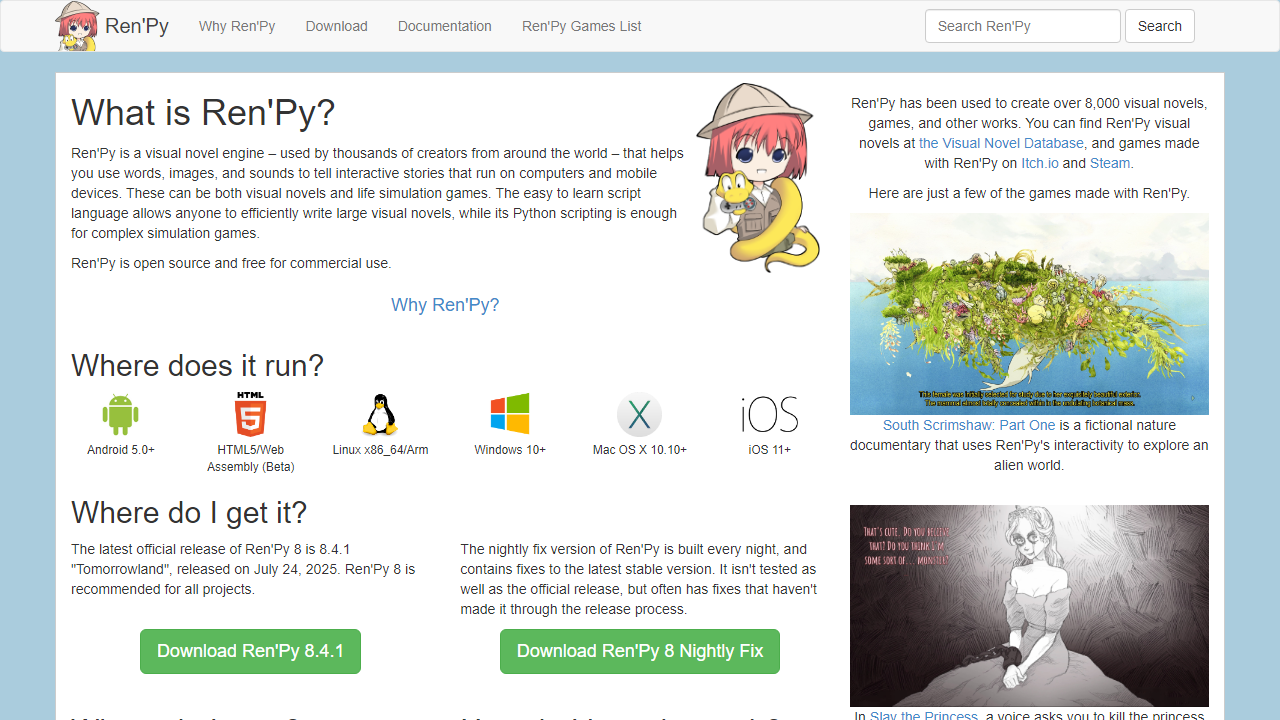 Ren'Py
Why Ren'Py
Download
Documentation
Ren'Py Games List
Search Ren'Py
Search
What is Ren'Py?
Ren'Py is a visual novel engine – used by thousands of creators from around the world – that helps
you use words, images, and sounds to tell interactive stories that run on computers and mobile
devices. These can be both visual novels and life simulation games. The easy to learn script
language allows anyone to efficiently write large visual novels, while its Python scripting is enough
for complex simulation games.
Ren'Py is open source and free for commercial use.
Why Ren'Py?
Where does it run?
HTML
5
X
iOS
Android 5.0+
HTML5/Web
Assembly (Beta)
Linux x86_64/Arm
Windows 10+
Mac OS X 10.10+
iOS 11+
Where do I get it?
The latest official release of Ren'Py 8 is 8.4.1
"Tomorrowland", released on July 24, 2025. Ren'Py 8 is
recommended for all projects.
Download Ren'Py 8.4.1
The nightly fix version of Ren'Py is built every night, and
contains fixes to the latest stable version. It isn't tested as
well as the official release, but often has fixes that haven't
made it through the release process.
Download Ren'Py 8 Nightly Fix
Ren'Py has been used to create over 8,000 visual novels,
games, and other works. You can find Ren'Py visual
novels at the Visual Novel Database, and games made
with Ren'Py on Itch.io and Steam.
Here are just a few of the games made with Ren'Py.
This female was initially selected for study due to her exquisitely beautiful exterior.
South Scrimshaw: Part One is a fictional nature
documentary that uses Ren'Py's interactivity to explore an
alien world.
THAT'S CUTE. DO YOU BELIEVE
THAT? DO YOU THINK I'M
SOME SORT OF... MONSTER?
In Slay the Princess, a voice asks you to kill the princess